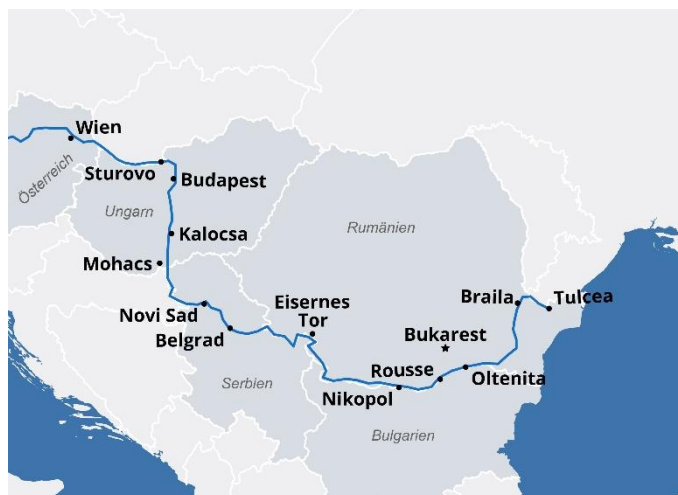 Wien
Österreich
Sturovo
Budapest
Ungarn
Kalocsa
Mohacs
Rumänien
Novi Sad
Belgrad
Eisernes
Tor
Braila
Tulcea
Bukarest
Rousse
Oltenita
Serbien
Nikopol
Bulgarien